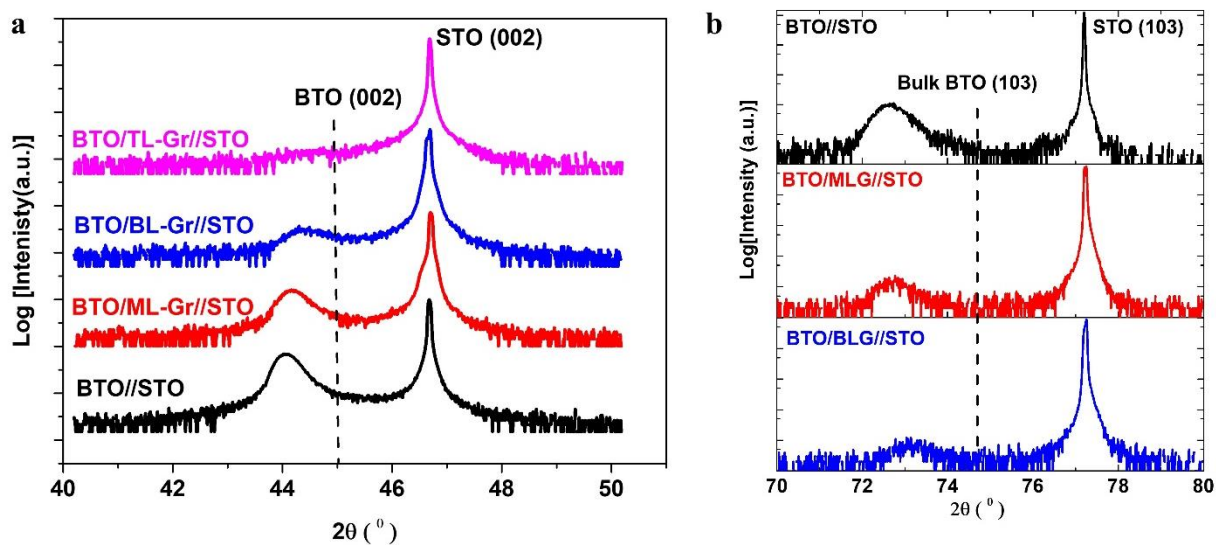 a
Log [Intenisty(a.u.)]
STO (002)
BTO (002)
BTO/TL-Gr//STO
BTO/BL-Gr//STO
BTO/ML-Gr//STO
BTO//STO
40 42 44 46 48 50
2θ ( ⁰ )
b
Log[Intensity (a.u.)]
BTO//STO
STO (103)
Bulk BTO (103)
BTO/MLG//STO
BTO/BLG//STO
70 72 74 76 78 80
2θ ( ⁰ )